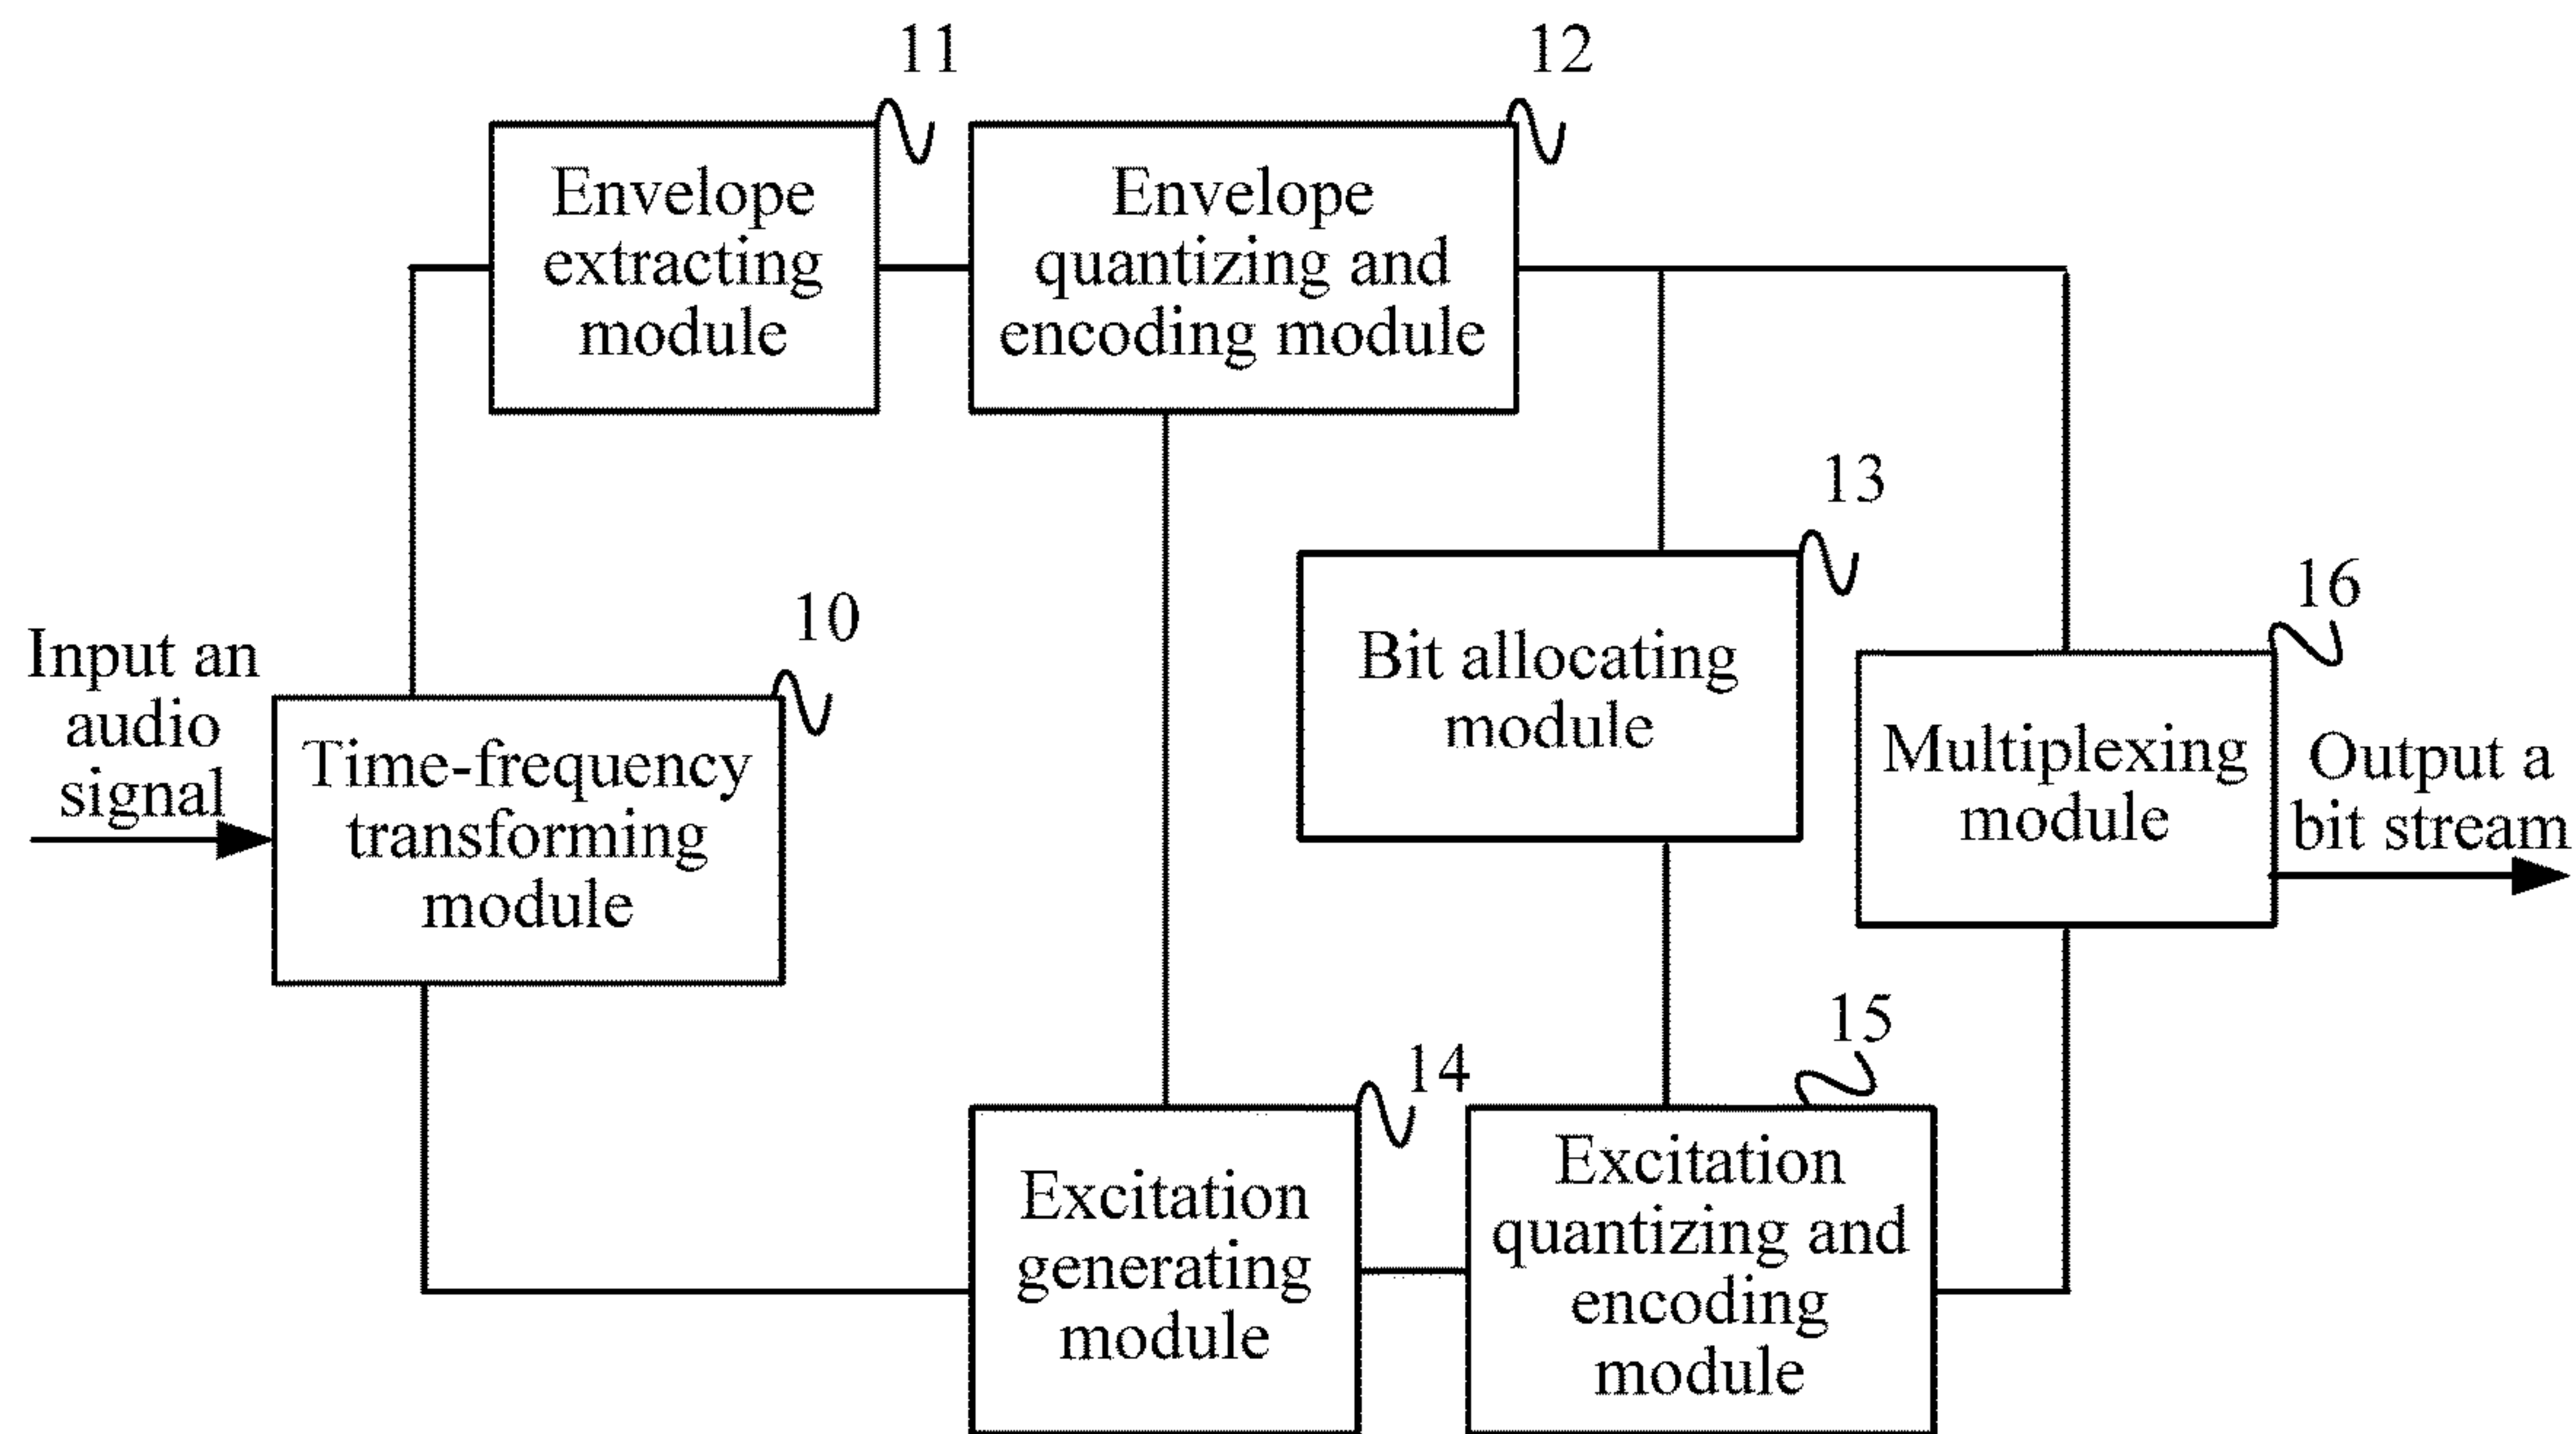 11
12
Envelope
extracting
module
Envelope
quantizing and
encoding module
13
10
16
Input an
audio
signal
Time-frequency
transforming
module
Bit allocating
module
Multiplexing
module
Output a
bit stream
14
15
Excitation
generating
module
Excitation
quantizing and
encoding
module